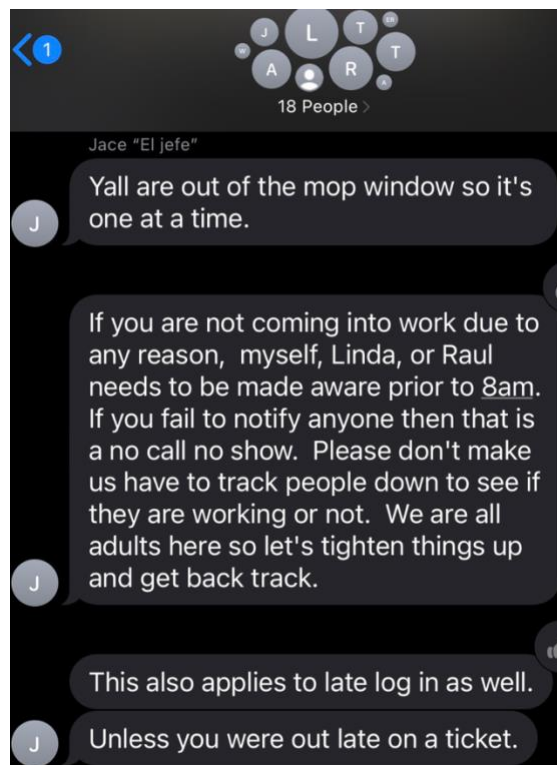 1
J
L
T
ER
W
A
R
T
A
18 People
Jace “El jefe”
Yall are out of the mop window so it's
one at a time.
J
If you are not coming into work due to
any reason,  myself, Linda, or Raul
needs to be made aware prior to 8am.
If you fail to notify anyone then that is
a no call no show.  Please don't make
us have to track people down to see if
they are working or not.  We are all
adults here so let's tighten things up
and get back track.
J
This also applies to late log in as well.
Unless you were out late on a ticket.
J